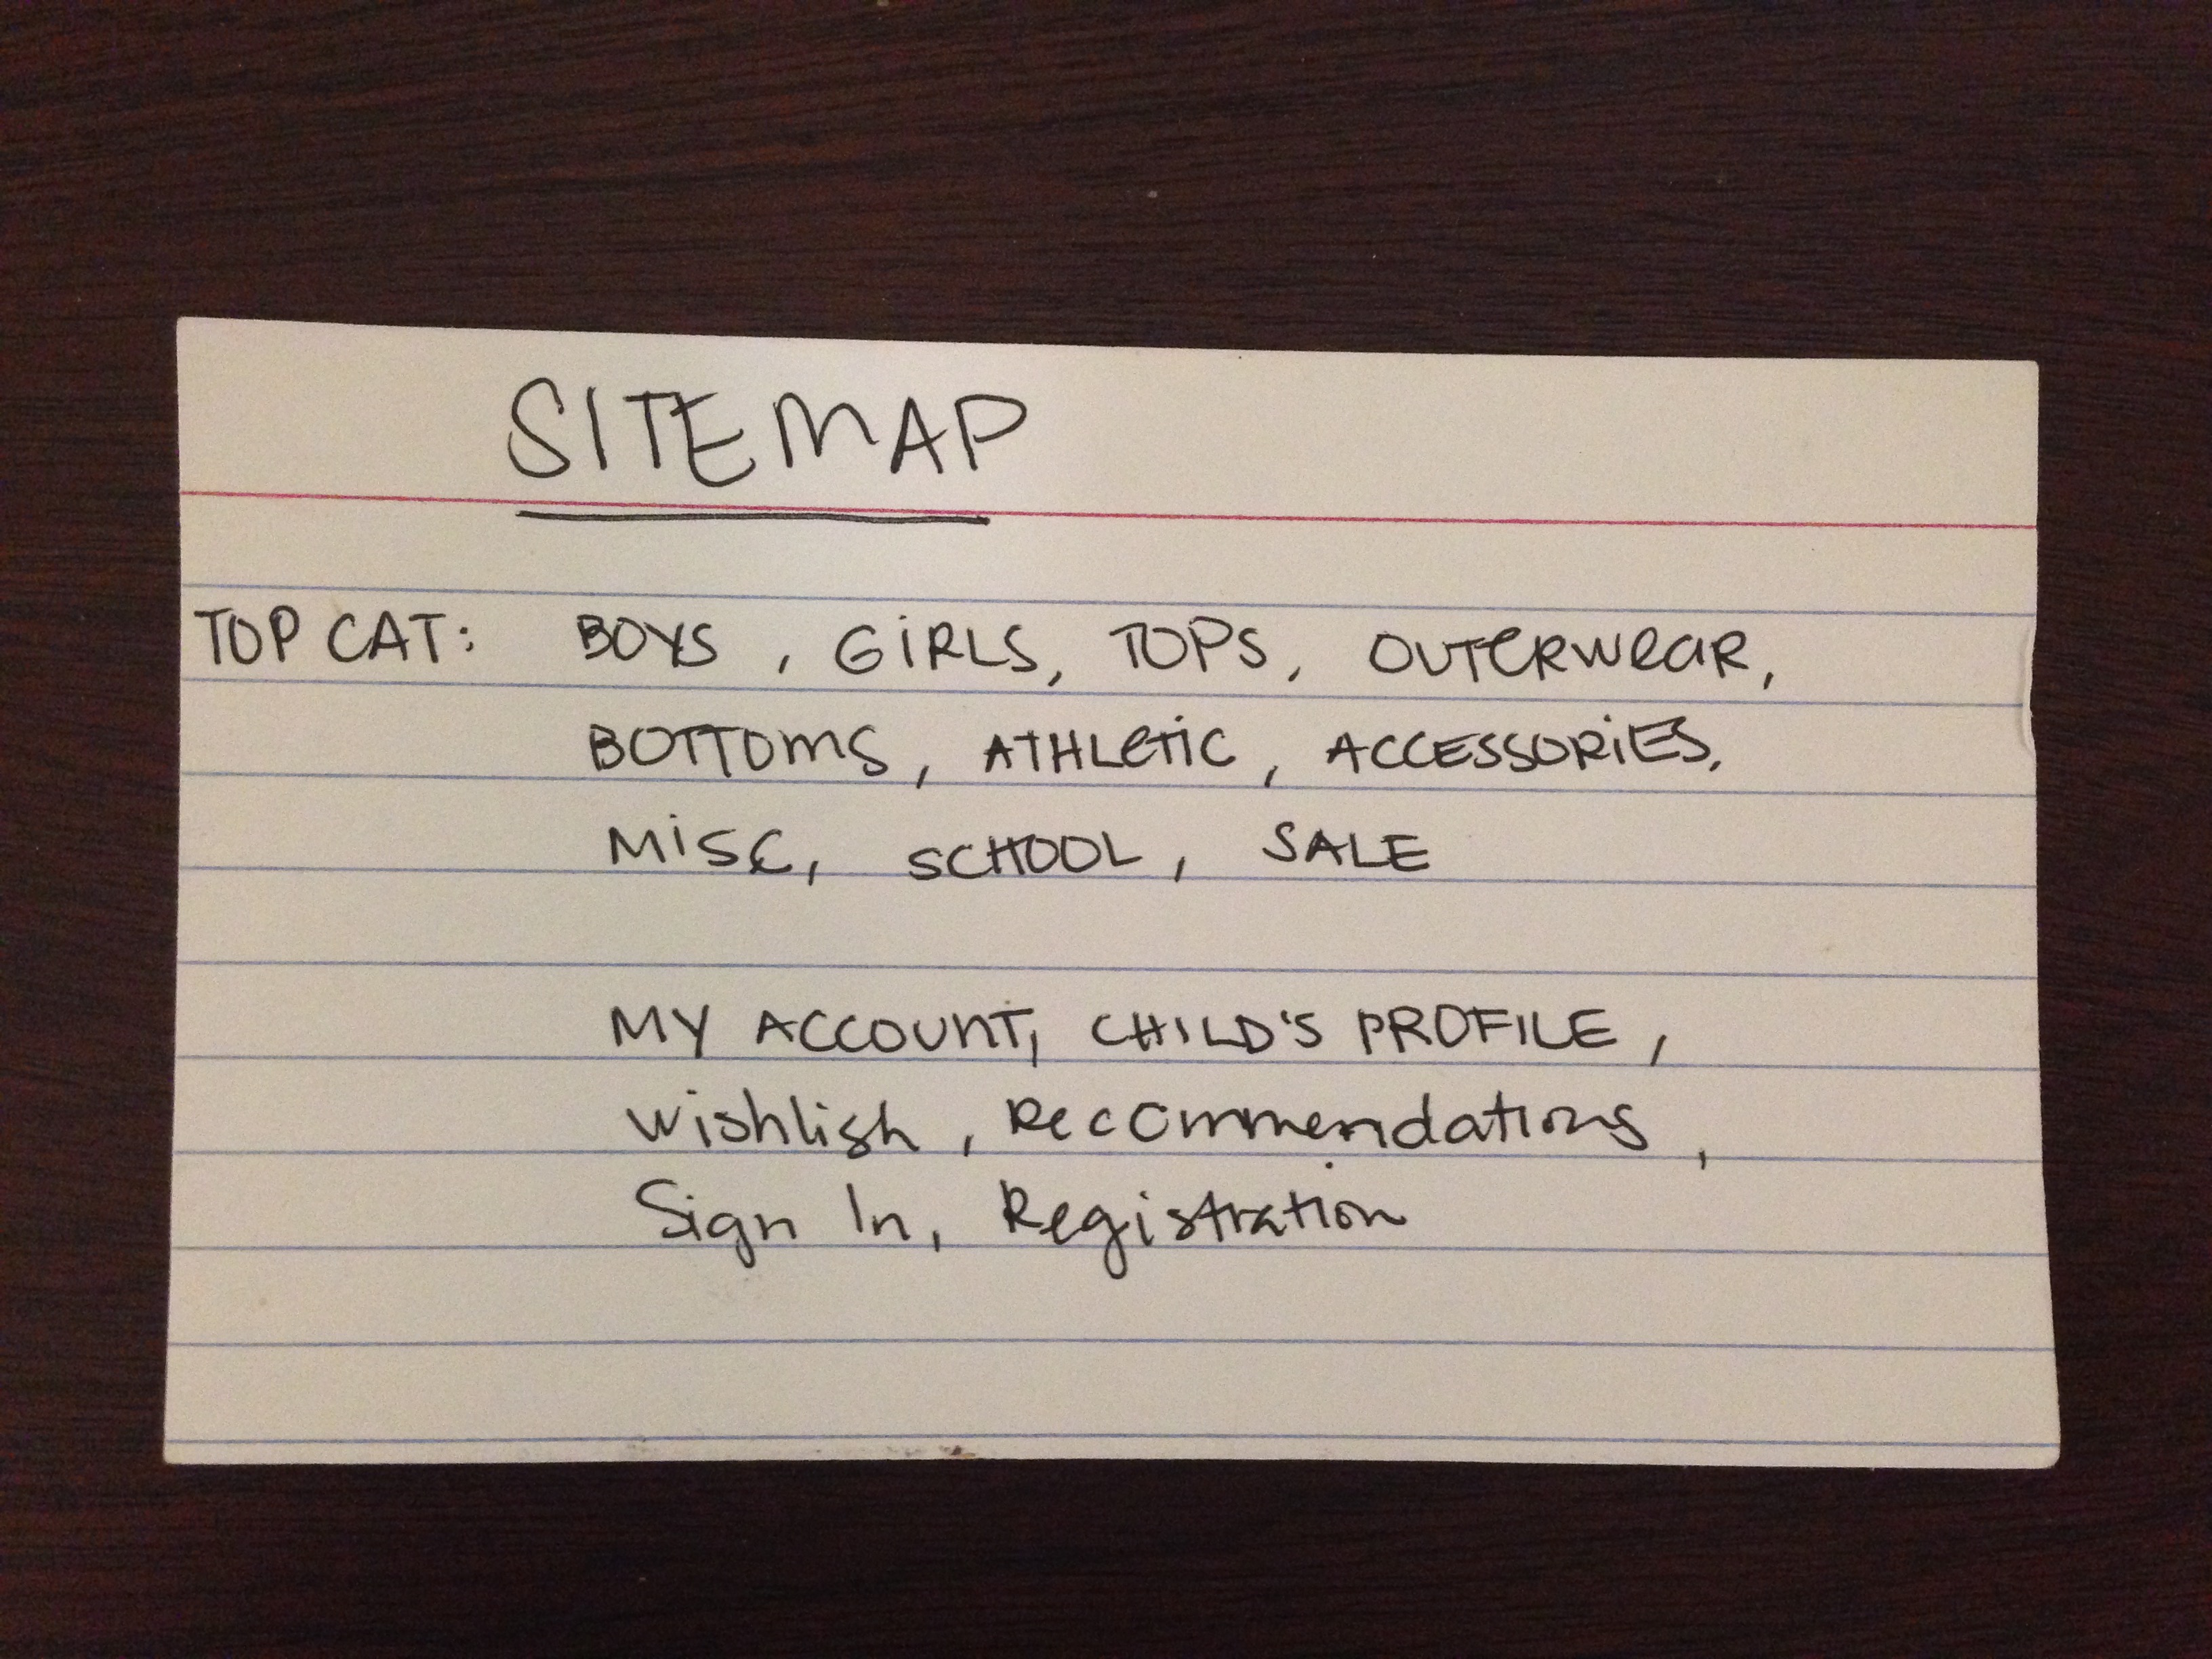 SITEMAP
TOP CAT: BOYS, GIRLS, TOPS, OUTERWEAR,
BOTTOMS, ATHLETIC, ACCESSORIES,
MISC, SCHOOL, SALE
MY ACCOUNT, CHILD'S PROFILE,
Wishlish, Recommendations,
Sign In, Registration